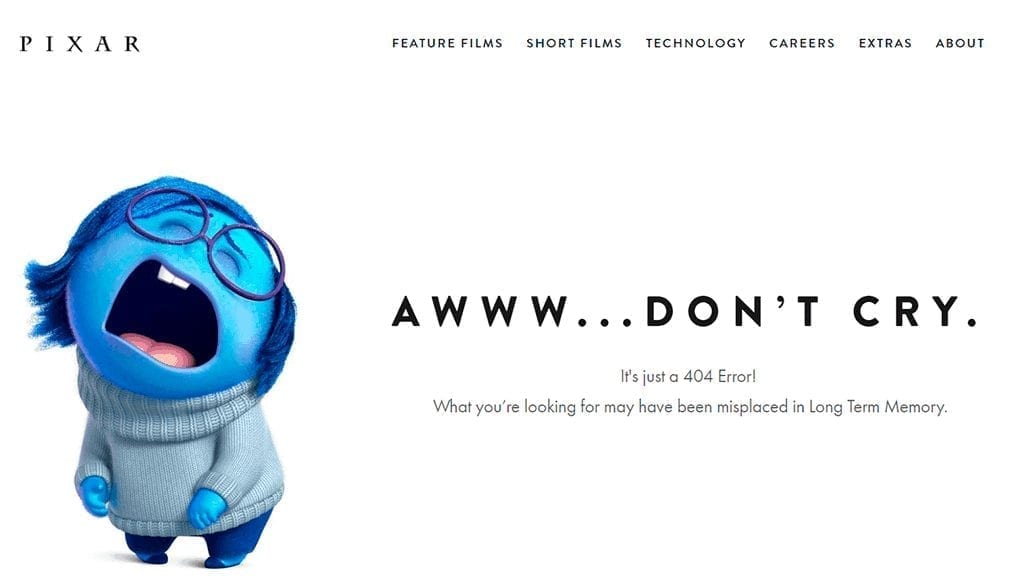 PIXAR
FEATURE FILMS SHORT FILMS TECHNOLOGY CAREERS EXTRAS ABOUT
AWWW...DON’T CRY.
It's just a 404 Error!
What you’re looking for may have been misplaced in Long Term Memory.